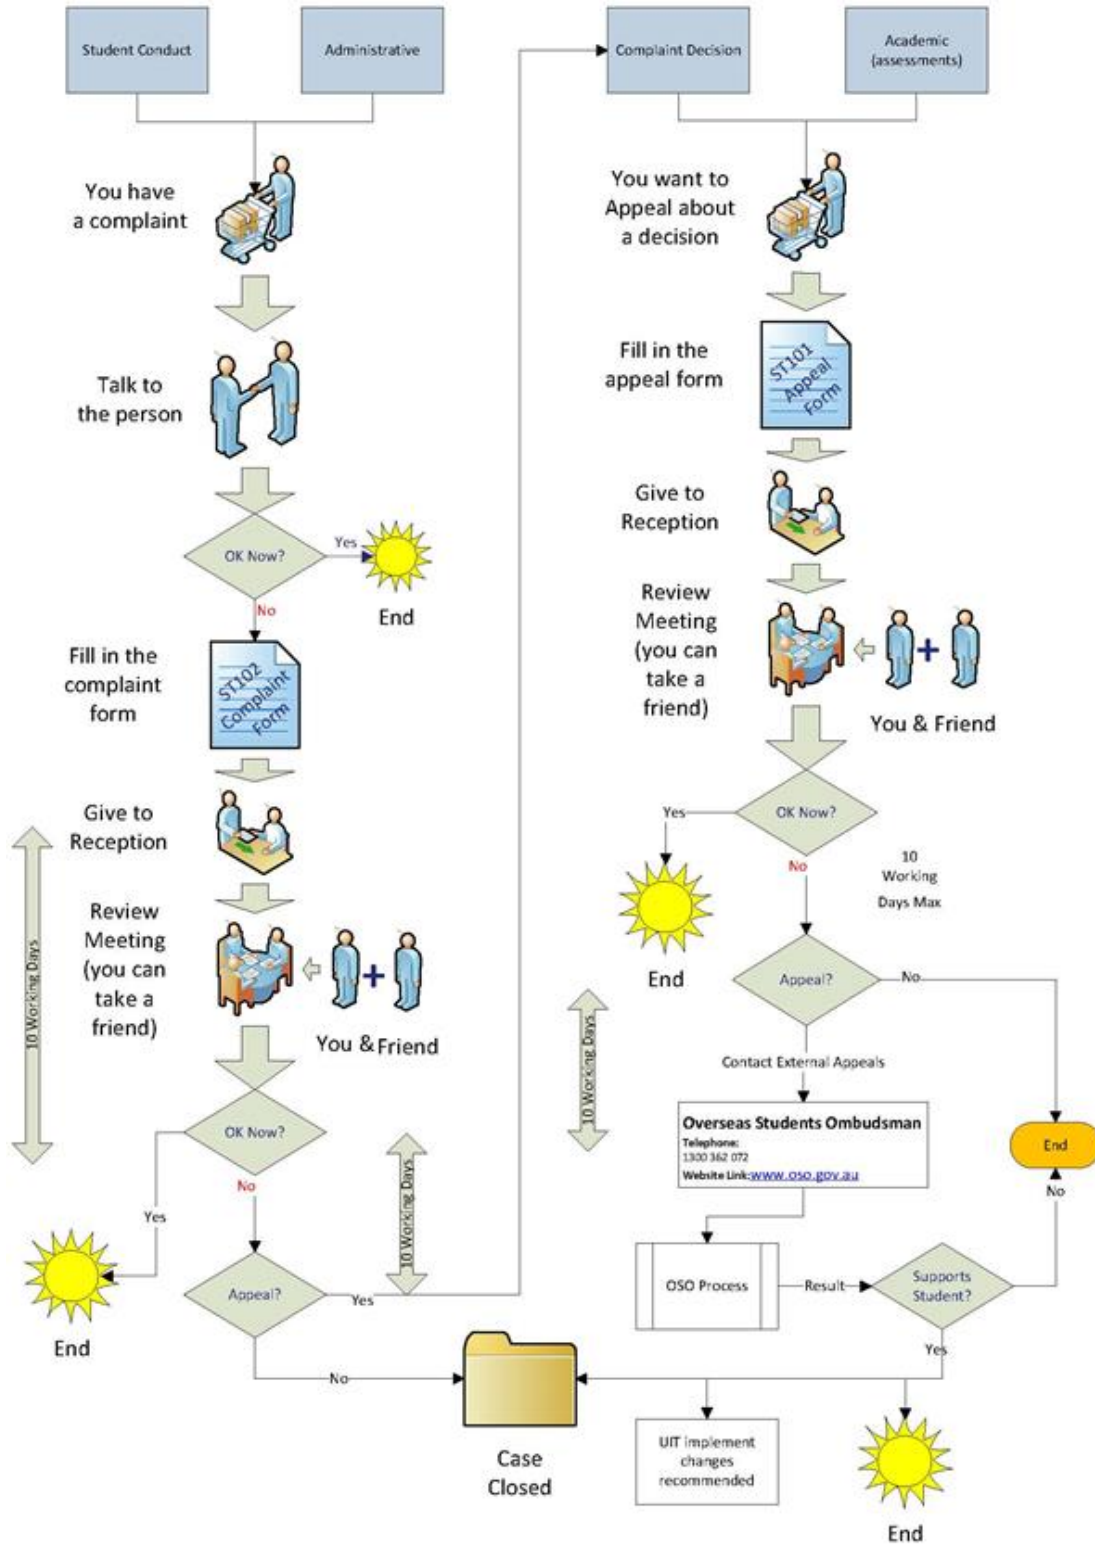 Student Conduct
Administrative
Complaint Decision
Academic
(assessments)
You have
a complaint
Talk to
the person
OK Now?
Yes
End
No
Fill in the
complaint
form
ST102
Complaint
Form
Give to
Reception
Review
Meeting
(you can
take a
friend)
You & Friend
10 Working Days
OK Now?
Yes
End
No
10 Working Days
Appeal?
Yes
No
Case
Closed
You want to
Appeal about
a decision
Fill in the
appeal form
ST101
Appeal
Form
Give to
Reception
Review
Meeting
(you can
take a
friend)
You & Friend
OK Now?
Yes
End
No
10
Working
Days Max
Appeal?
No
10 Working Days
Contact External Appeals
Overseas Students Ombudsman
Telephone:
1300 362 072
Website Link:www.oso.gov.au
End
No
OSO Process
Result
Supports
Student?
Yes
UIT implement
changes
recommended
End